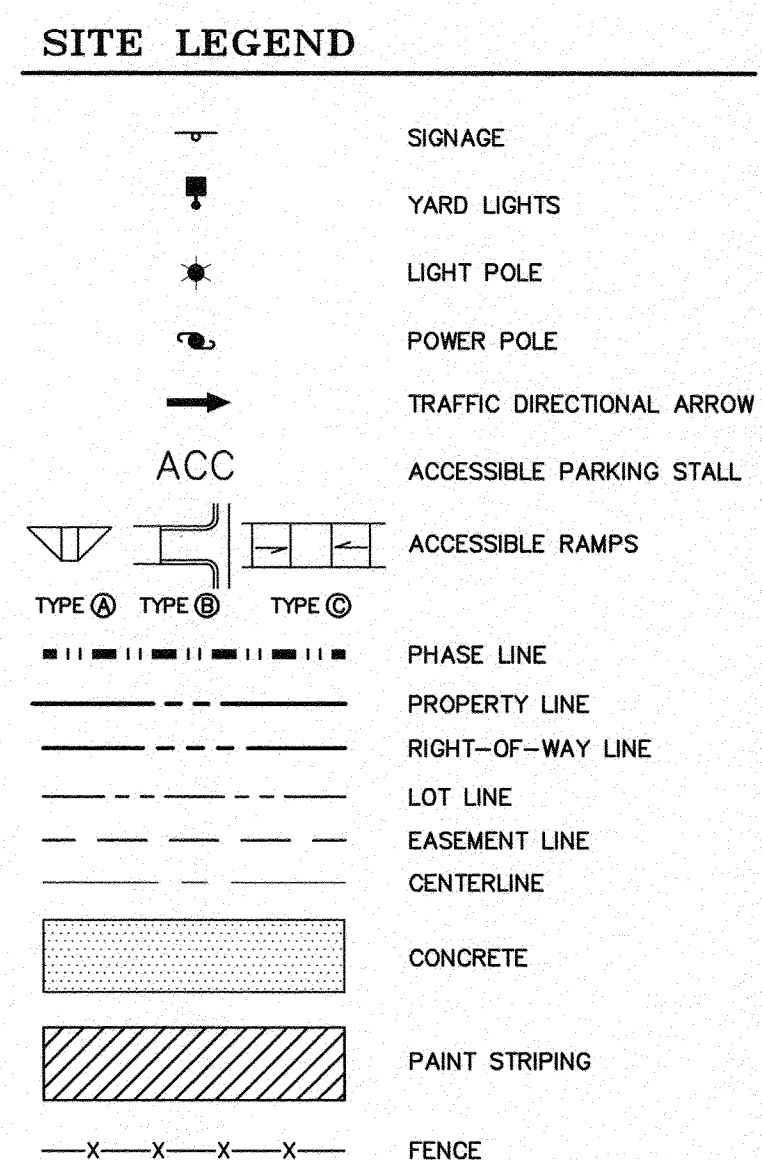 SITE LEGEND
SIGNAGE
YARD LIGHTS
LIGHT POLE
POWER POLE
TRAFFIC DIRECTIONAL ARROW
ACC ACCESSIBLE PARKING STALL
ACCESSIBLE RAMPS
TYPE Ⓐ TYPE Ⓑ TYPE Ⓒ
PHASE LINE
PROPERTY LINE
RIGHT-OF-WAY LINE
LOT LINE
EASEMENT LINE
CENTERLINE
CONCRETE
PAINT STRIPING
X X X X FENCE